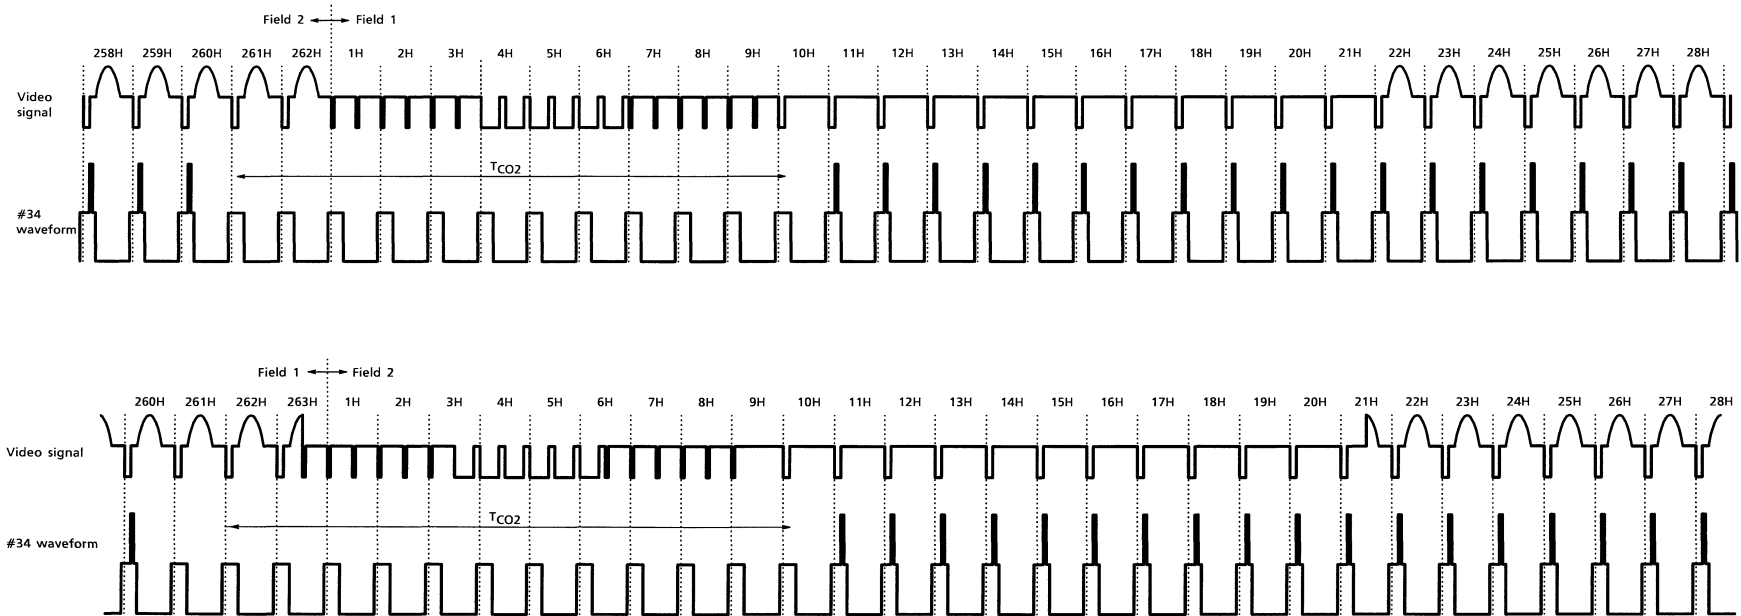 Field 2 Field 1
258H 259H 260H 261H 262H 1H 2H 3H 4H 5H 6H 7H 8H 9H 10H 11H 12H 13H 14H 15H 16H 17H 18H 19H 20H 21H 22H 23H 24H 25H 26H 27H 28H
Video
signal
TCO2
#34
waveform
Field 1 Field 2
260H 261H 262H 263H 1H 2H 3H 4H 5H 6H 7H 8H 9H 10H 11H 12H 13H 14H 15H 16H 17H 18H 19H 20H 21H 22H 23H 24H 25H 26H 27H 28H
Video signal
TCO2
#34 waveform